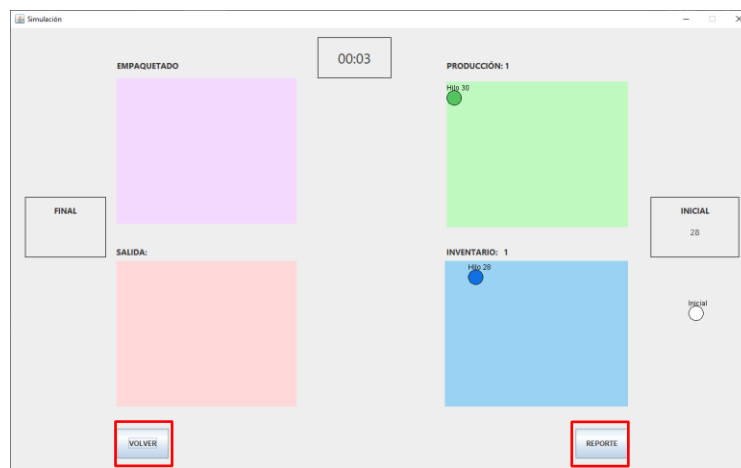 Simulación
00:03
EMPAQUETADO
PRODUCCIÓN: 1
Hilo 30
FINAL
INICIAL
28
SALIDA:
INVENTARIO: 1
Hilo 28
Inicial
VOLVER
REPORTE